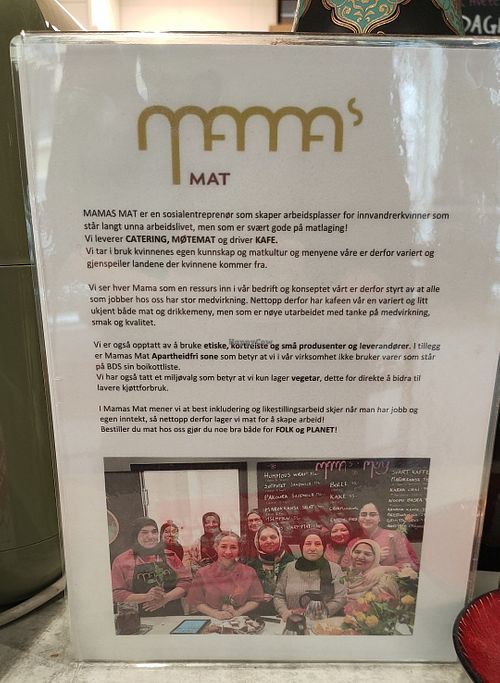 DAGE
mama's
MAT
MAMAS MAT er en sosialentreprenør som skaper arbeidsplasser for innvandrerkvinner som
står langt unna arbeidslivet, men som er svært gode på matlaging!
Vi leverer CATERING, MØTEMAT og driver KAFE.
Vi tar i bruk kvinnenes egen kunnskap og matkultur og menyene våre er derfor variert og
gjenspeiler landene der kvinnene kommer fra.
Vi ser hver Mama som en ressurs inn i vår bedrift og konseptet vårt er derfor styrt av at alle
som jobber hos oss har stor medvirkning. Nettopp derfor har kafeen vår en variert og litt
ukjent både mat og drikkemeny, men som er nøye utarbeidet med tanke på medvirkning,
smak og kvalitet.
Vi er også opptatt av å bruke etiske, kortreiste og små produsenter og leverandører. I tillegg
er Mamas Mat Apartheidfri sone som betyr at vi i vår virksomhet ikke bruker varer som står
på BDS sin boikottliste.
Vi har også tatt et miljøvalg som betyr at vi kun lager vegetar, dette for direkte å bidra til
lavere kjøttforbruk.
I Mamas Mat mener vi at best inkludering og likestillingsarbeid skjer når man har jobb og
egen inntekt, så nettopp derfor lager vi mat for å skape arbeid!
Bestiller du mat hos oss gjør du noe bra både for FOLK og PLANET!
HUMMUS WRAP
PAKORA SANDWICH
BOLLE
KAKE
SVART KAFFE